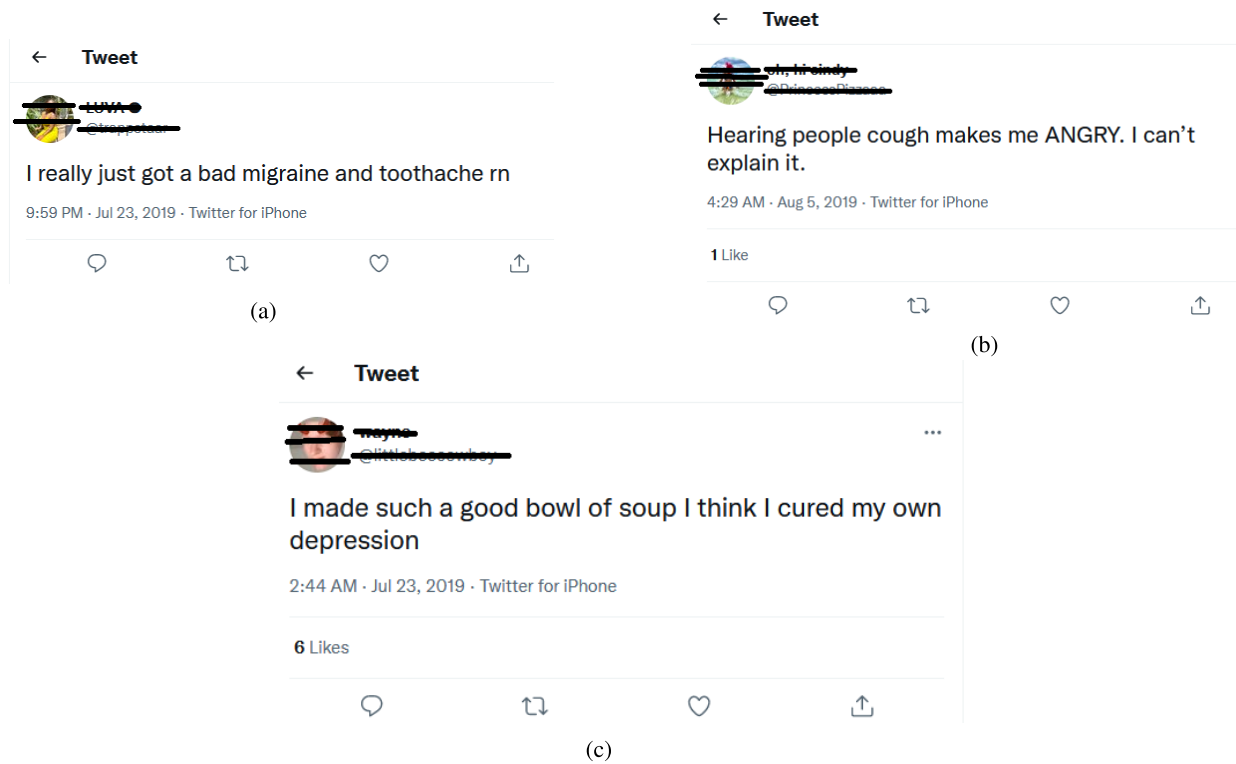 Tweet
I really just got a bad migraine and toothache rn
9:59 PM · Jul 23, 2019 · Twitter for iPhone
(a)
Tweet
Hearing people cough makes me ANGRY. I can't
explain it.
4:29 AM · Aug 5, 2019 · Twitter for iPhone
1 Like
(b)
Tweet
I made such a good bowl of soup I think I cured my own
depression
2:44 AM · Jul 23, 2019 · Twitter for iPhone
6 Likes
(c)